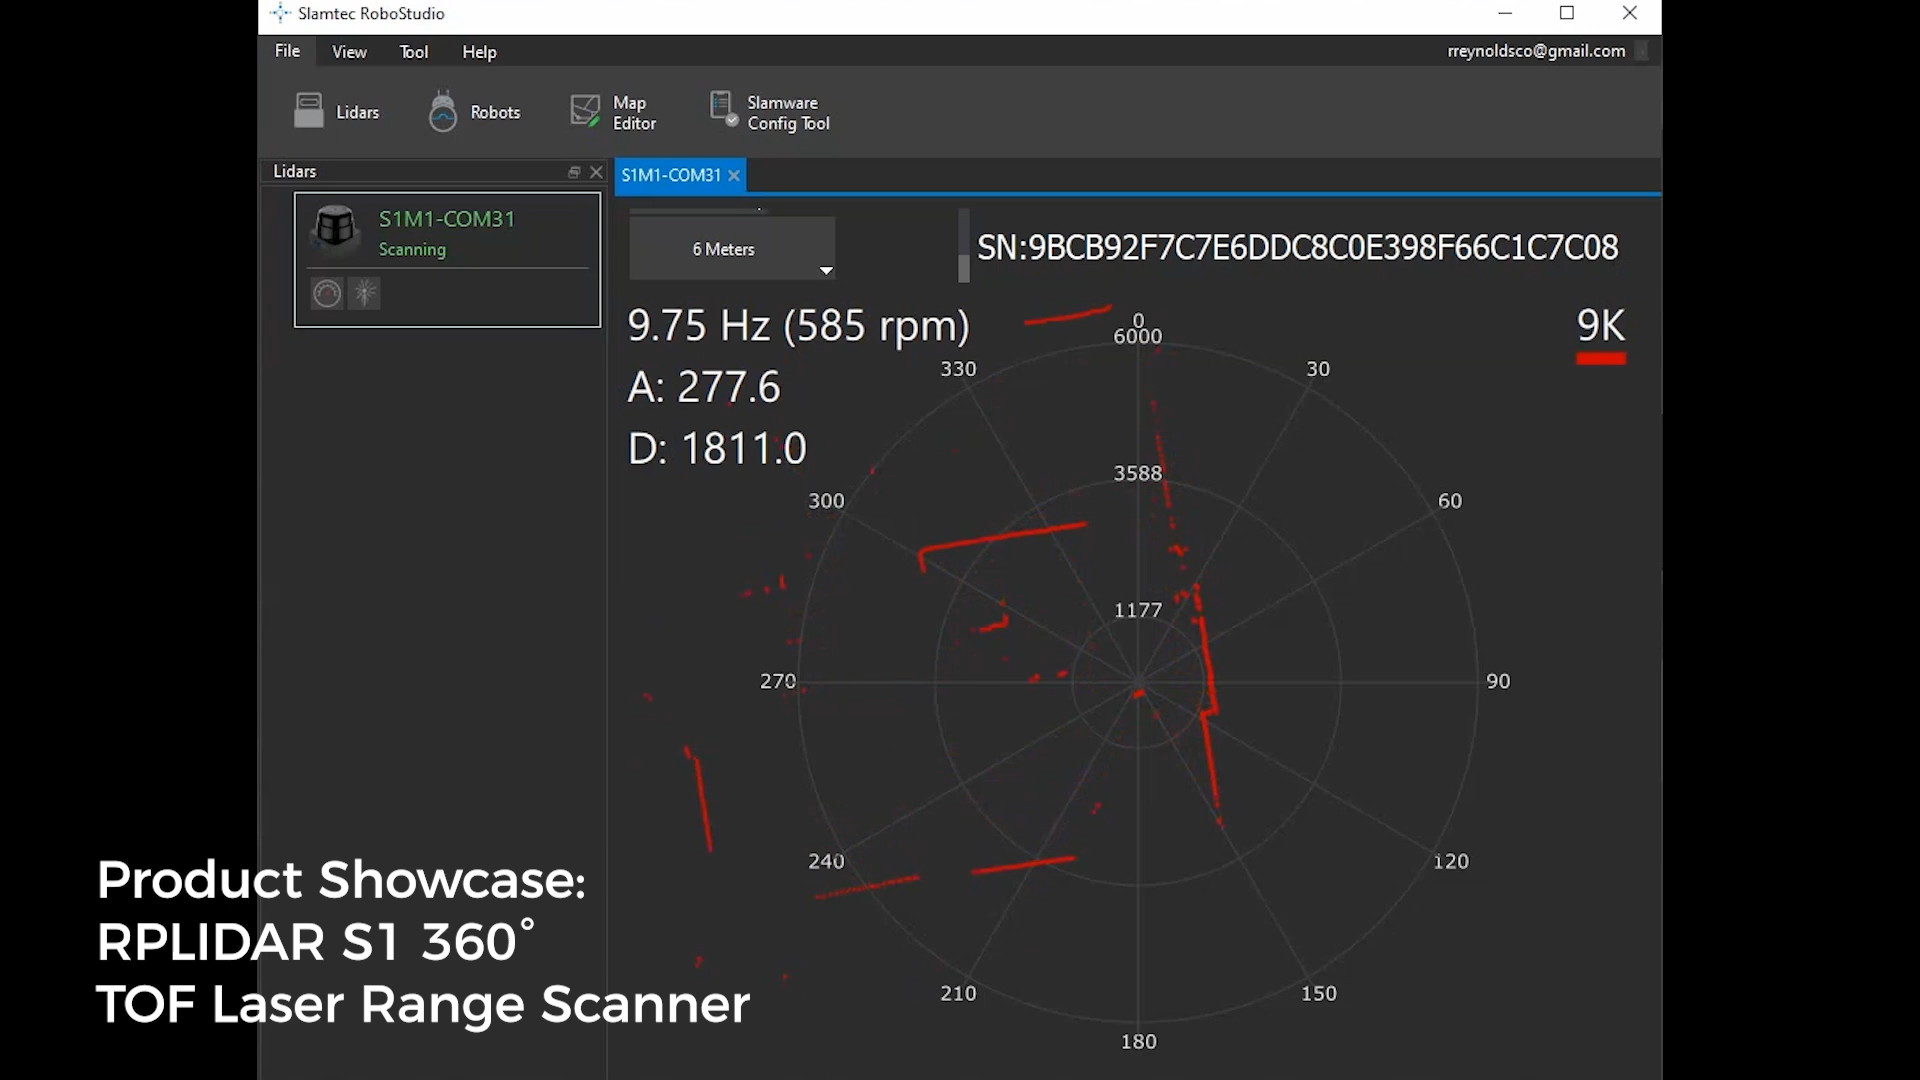 Slamtec RoboStudio
File View Tool Help
rreynoldsco@gmail.com
Lidars
Robots
Map
Editor
Slamware
Config Tool
Lidars
S1M1-COM31
Scanning
S1M1-COM31
6 Meters
SN:9BCB92F7C7E6DDC8C0E398F66C1C7C08
9.75 Hz (585 rpm)
A: 277.6
D: 1811.0
9K
0
6000
330
30
3588
300
60
1177
270
90
240
120
210
150
180
Product Showcase:
RPLIDAR S1 360°
TOF Laser Range Scanner